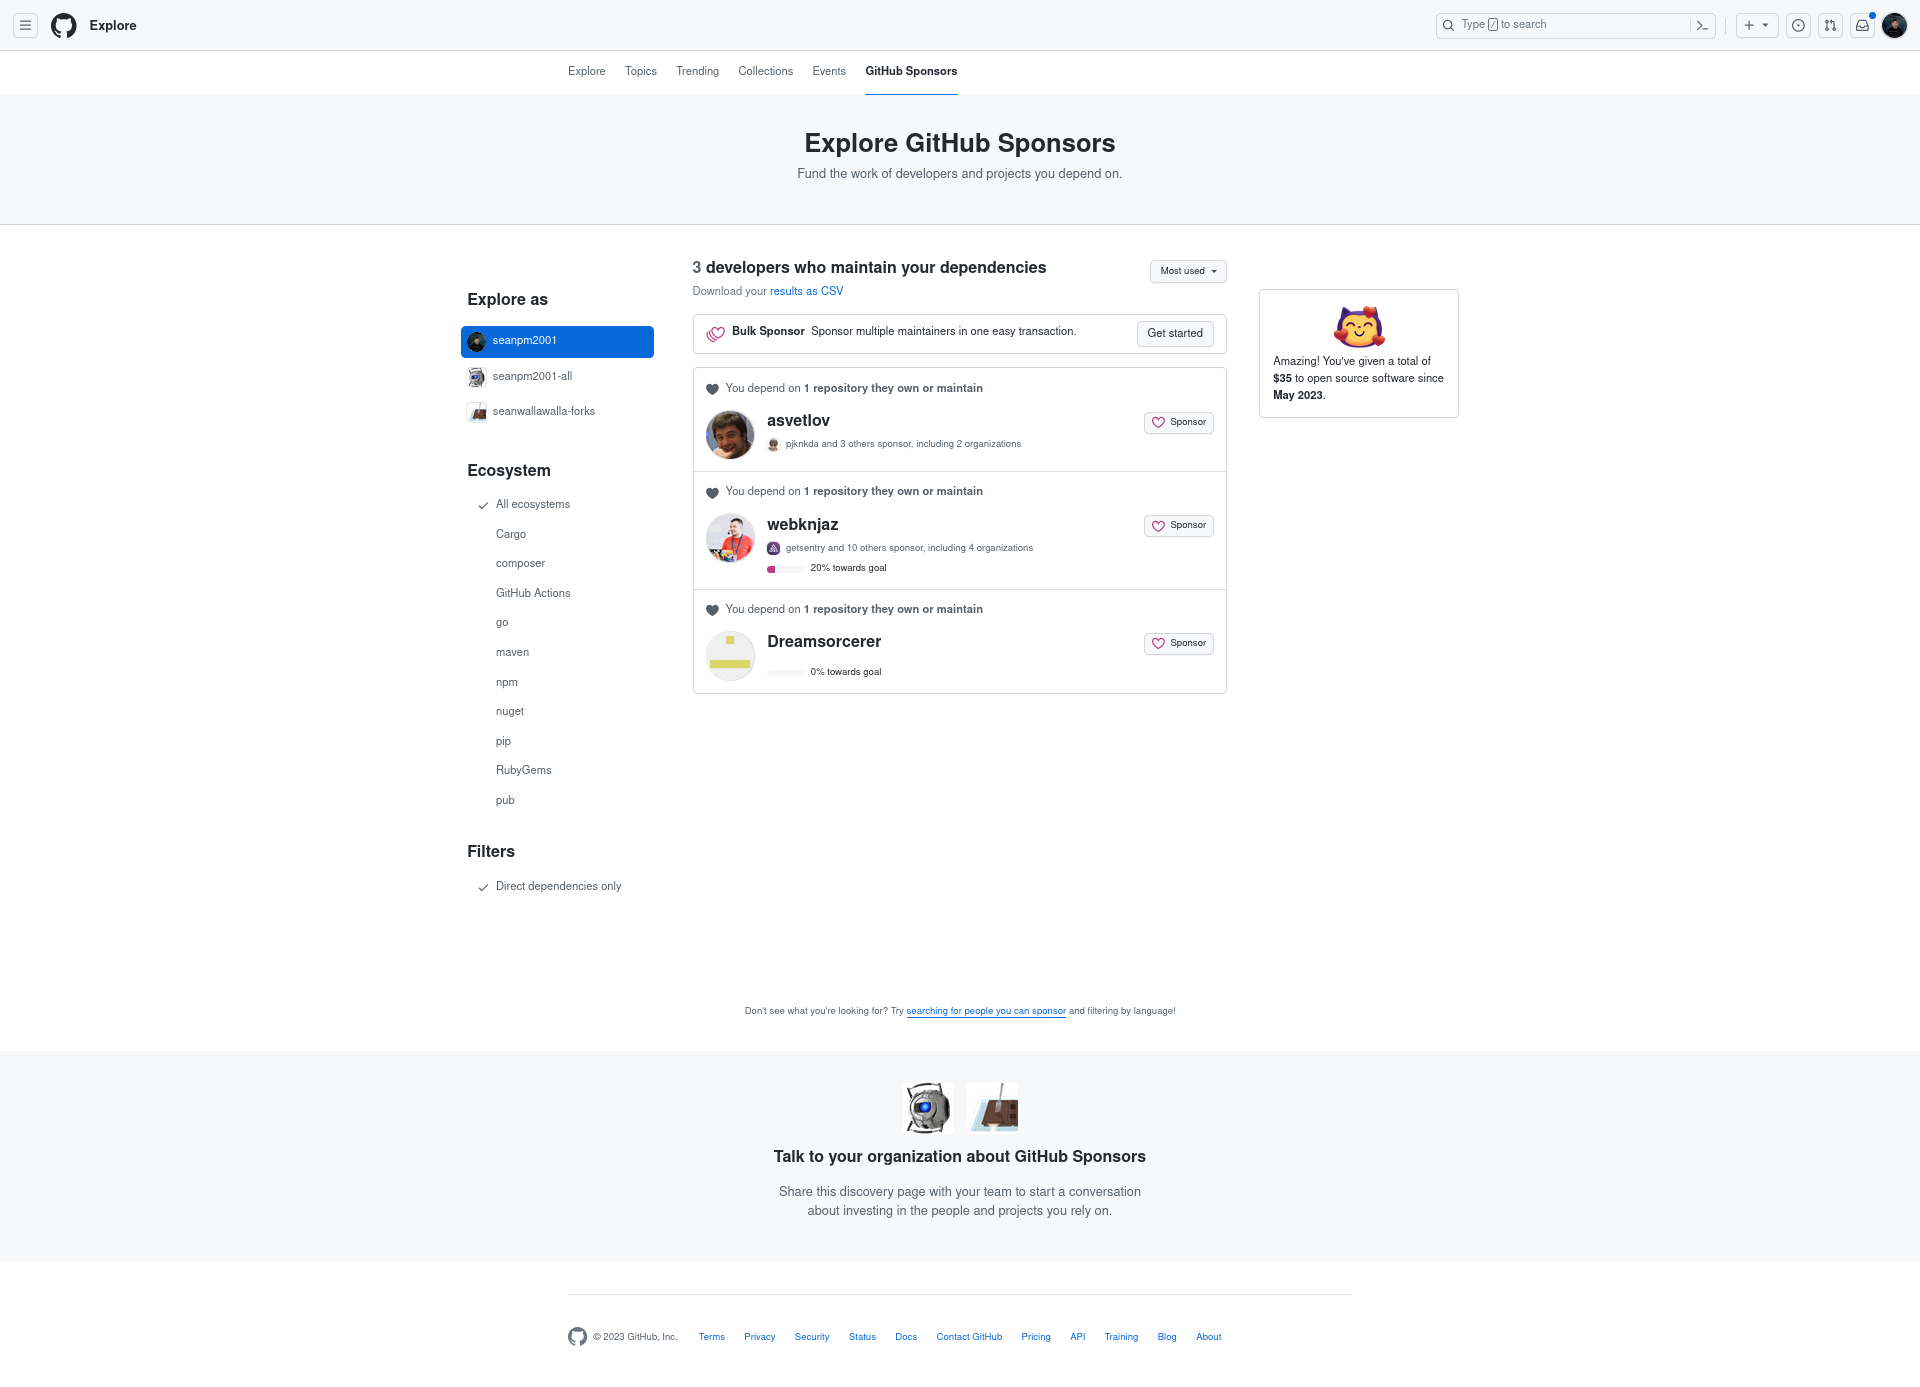 Explore
Type / to search
Explore Topics Trending Collections Events GitHub Sponsors
Explore GitHub Sponsors
Fund the work of developers and projects you depend on.
Explore as
seanpm2001
seanpm2001-all
seanwallawalla-forks
Ecosystem
All ecosystems
Cargo
composer
GitHub Actions
go
maven
npm
nuget
pip
RubyGems
pub
Filters
Direct dependencies only
3 developers who maintain your dependencies
Most used
Download your results as CSV
Bulk Sponsor Sponsor multiple maintainers in one easy transaction.
Get started
You depend on 1 repository they own or maintain
asvetlov
Sponsor
pjknkda and 3 others sponsor, including 2 organizations
You depend on 1 repository they own or maintain
webknjaz
Sponsor
getsentry and 10 others sponsor, including 4 organizations
20% towards goal
You depend on 1 repository they own or maintain
Dreamsorcerer
Sponsor
0% towards goal
Amazing! You've given a total of
$35 to open source software since
May 2023.
Don't see what you're looking for? Try searching for people you can sponsor and filtering by language!
Talk to your organization about GitHub Sponsors
Share this discovery page with your team to start a conversation
about investing in the people and projects you rely on.
© 2023 GitHub, Inc. Terms Privacy Security Status Docs Contact GitHub Pricing API Training Blog About